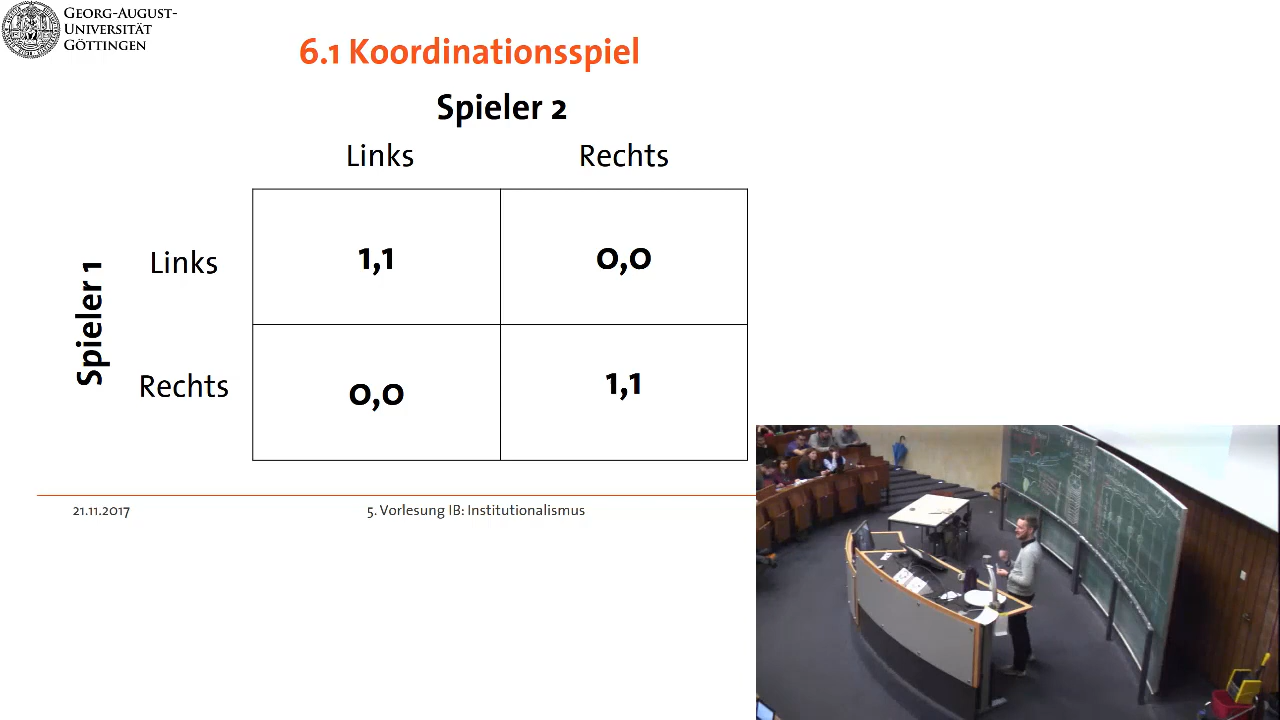 GEORG-AUGUST-
UNIVERSITÄT
GÖTTINGEN
6.1 Koordinationsspiel
Spieler 2
Links Rechts
Spieler 1
Links 1,1 0,0
Rechts 0,0 1,1
21.11.2017 5. Vorlesung IB: Institutionalismus